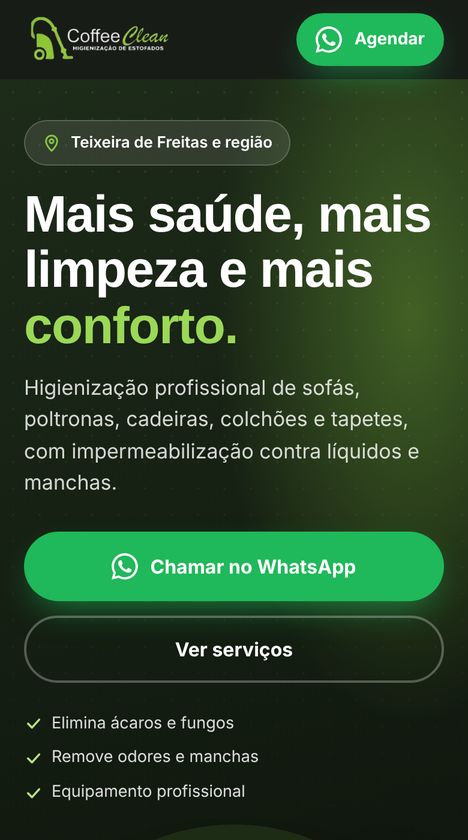 Coffee Clean
HIGIENIZAÇÃO DE ESTOFADOS
Agendar
Teixeira de Freitas e região
Mais saúde, mais
limpeza e mais
conforto.
Higienização profissional de sofás,
poltronas, cadeiras, colchões e tapetes,
com impermeabilização contra líquidos e
manchas.
Chamar no WhatsApp
Ver serviços
Elimina ácaros e fungos
Remove odores e manchas
Equipamento profissional